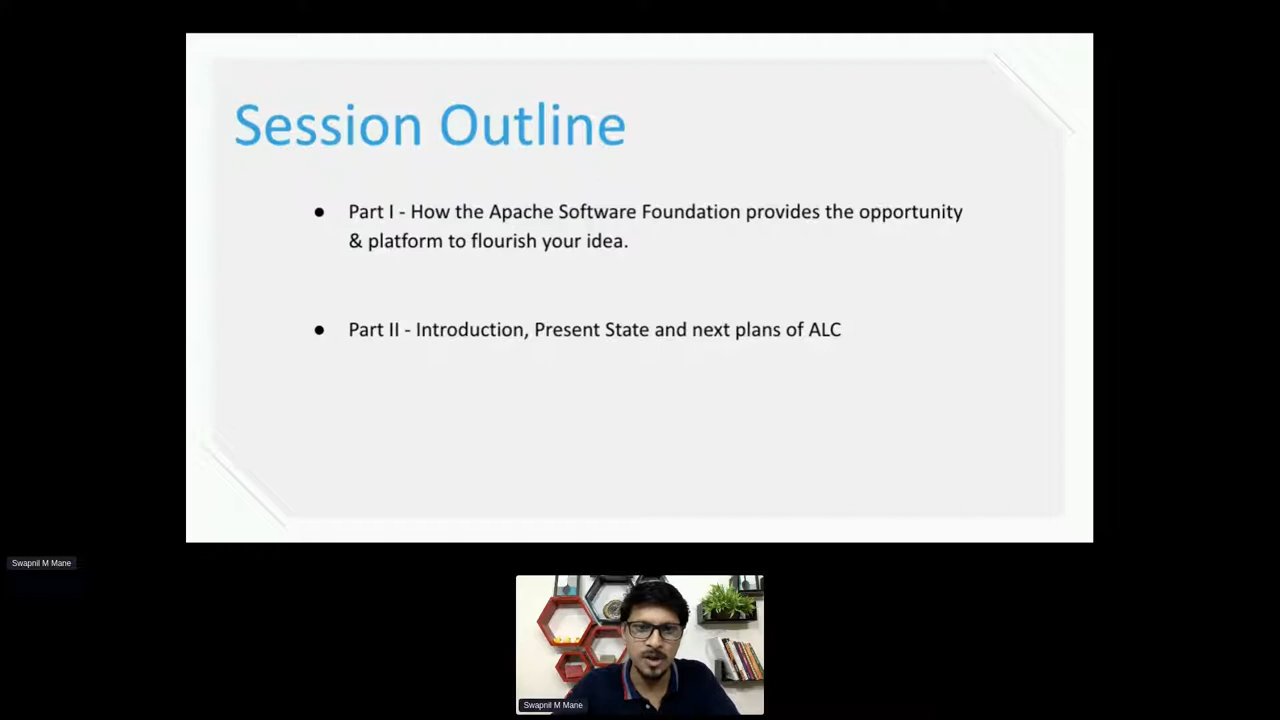 Session Outline
● Part I - How the Apache Software Foundation provides the opportunity
& platform to flourish your idea.
● Part II - Introduction, Present State and next plans of ALC
Swapnil M Mane
Swapnil M Mane